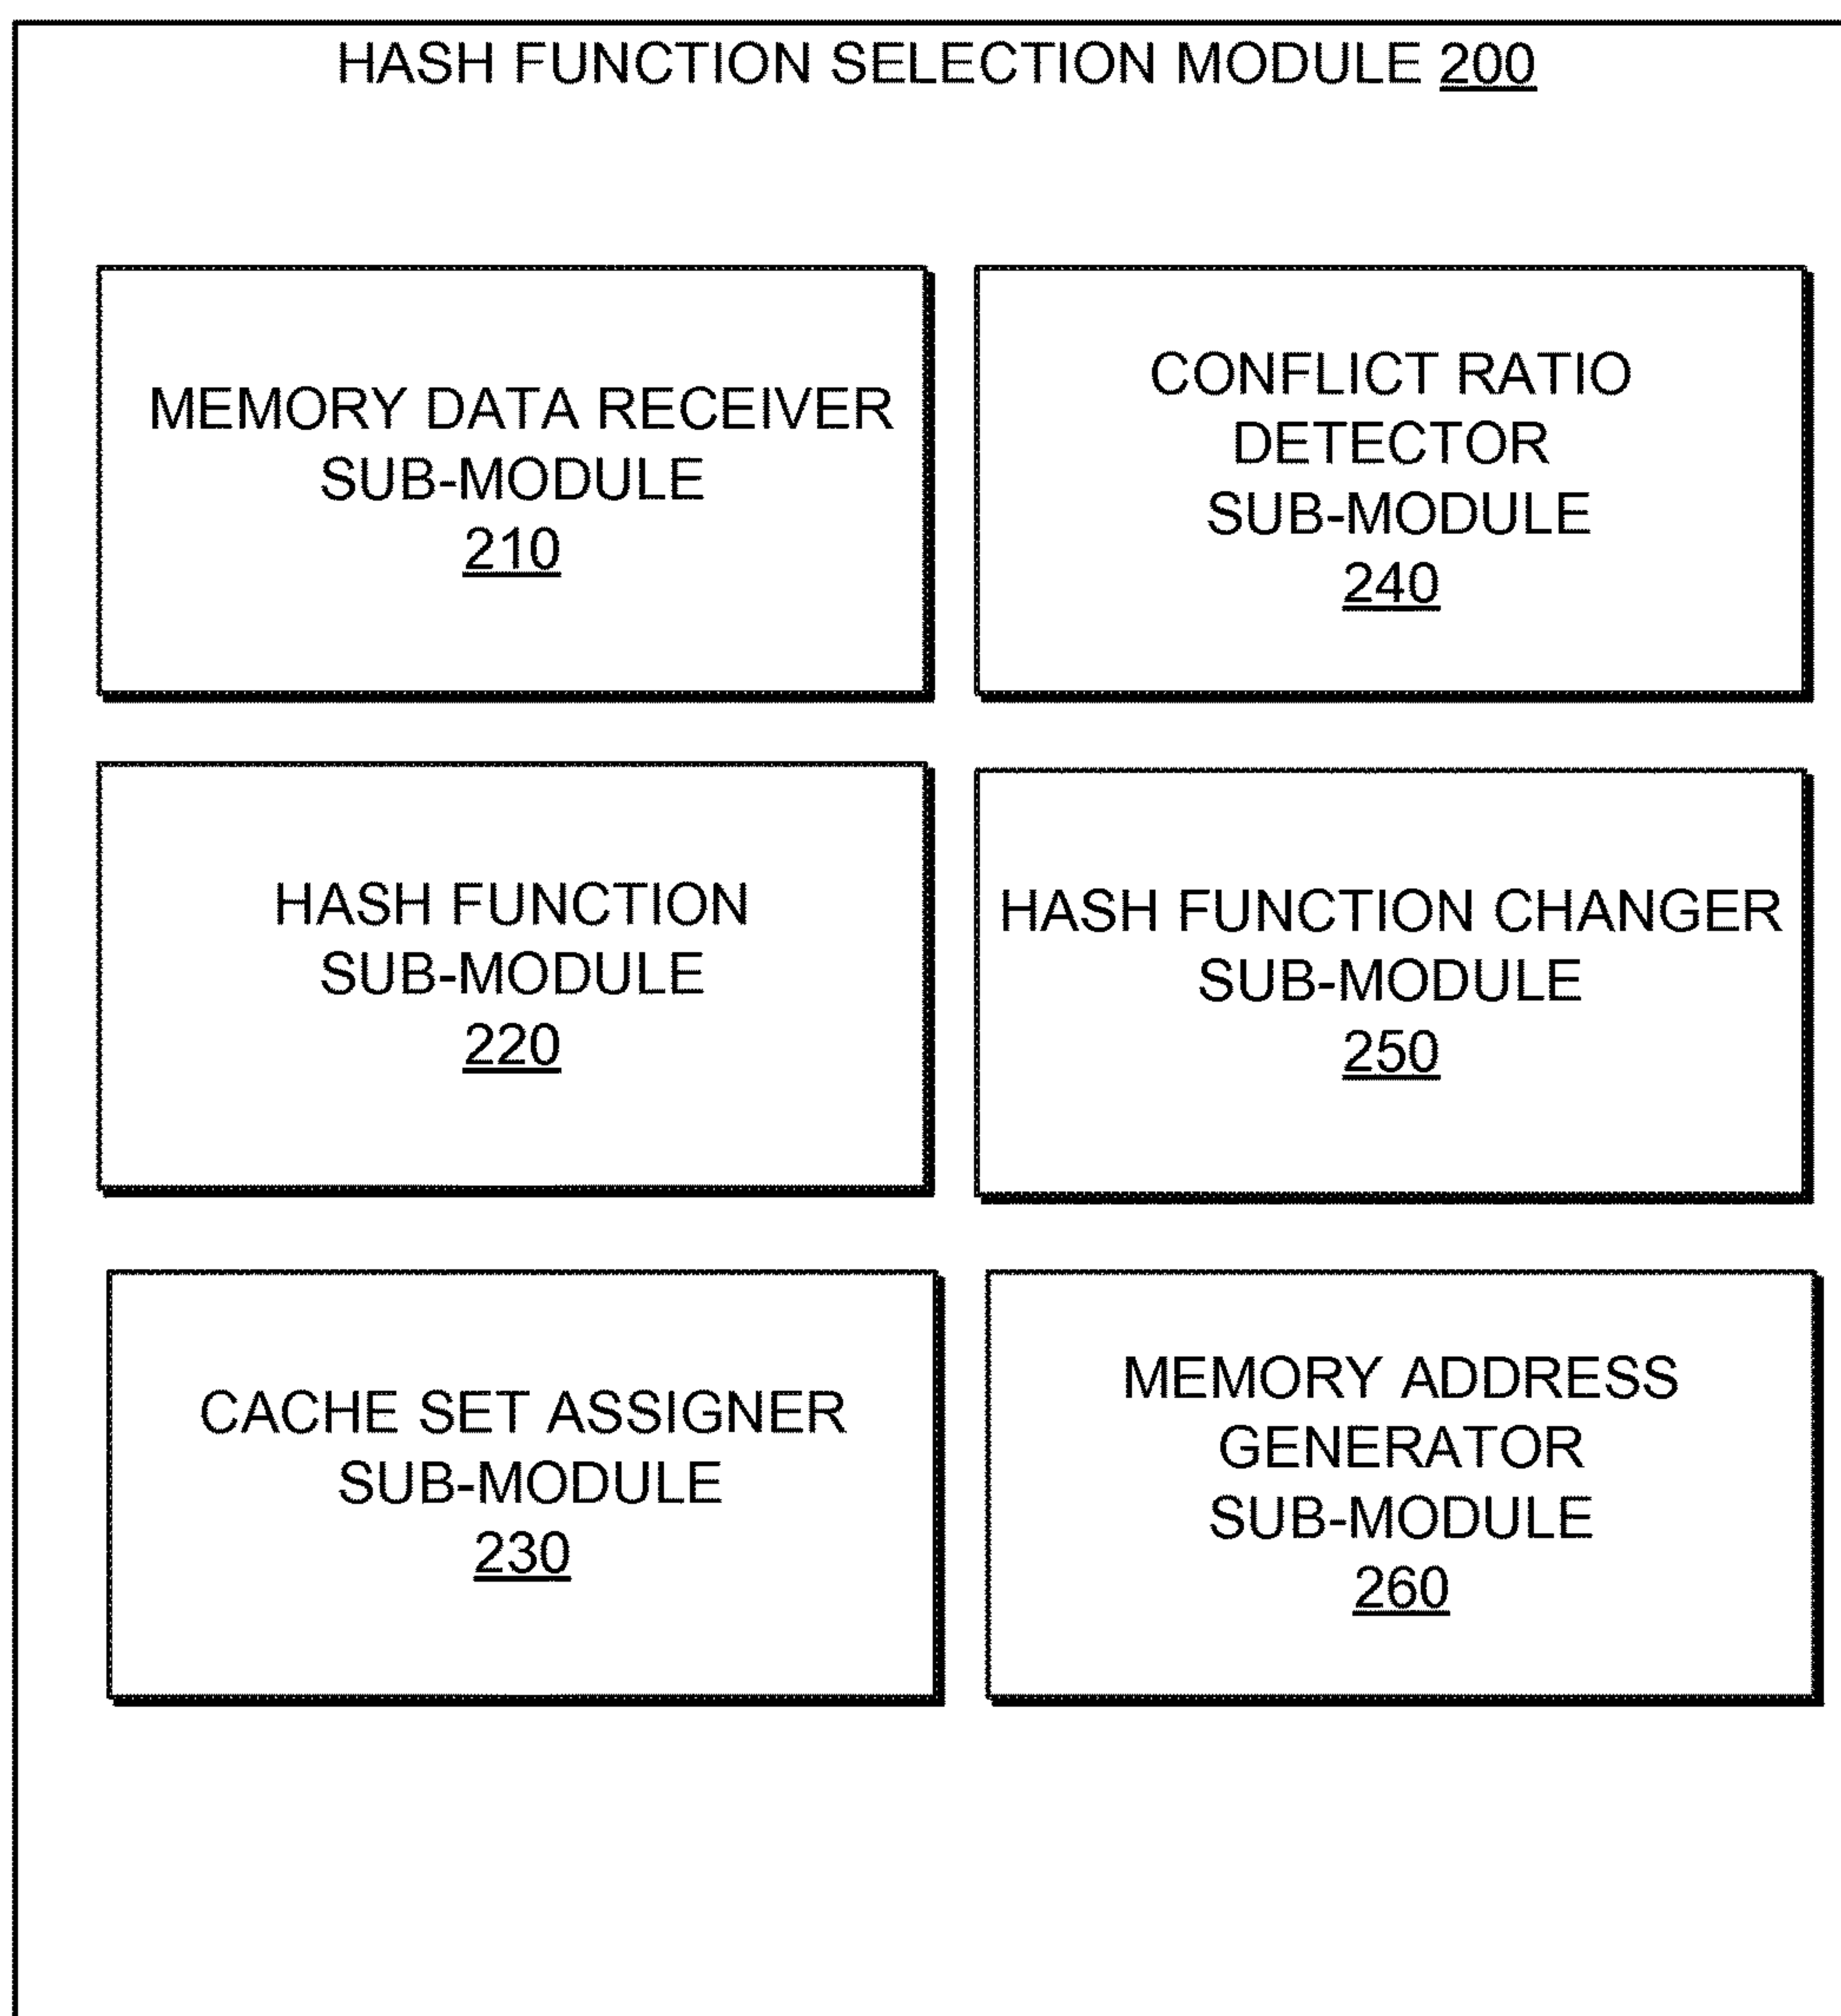 HASH FUNCTION SELECTION MODULE 200
MEMORY DATA RECEIVER
SUB-MODULE
210
CONFLICT RATIO
DETECTOR
SUB-MODULE
240
HASH FUNCTION
SUB-MODULE
220
HASH FUNCTION CHANGER
SUB-MODULE
250
CACHE SET ASSIGNER
SUB-MODULE
230
MEMORY ADDRESS
GENERATOR
SUB-MODULE
260